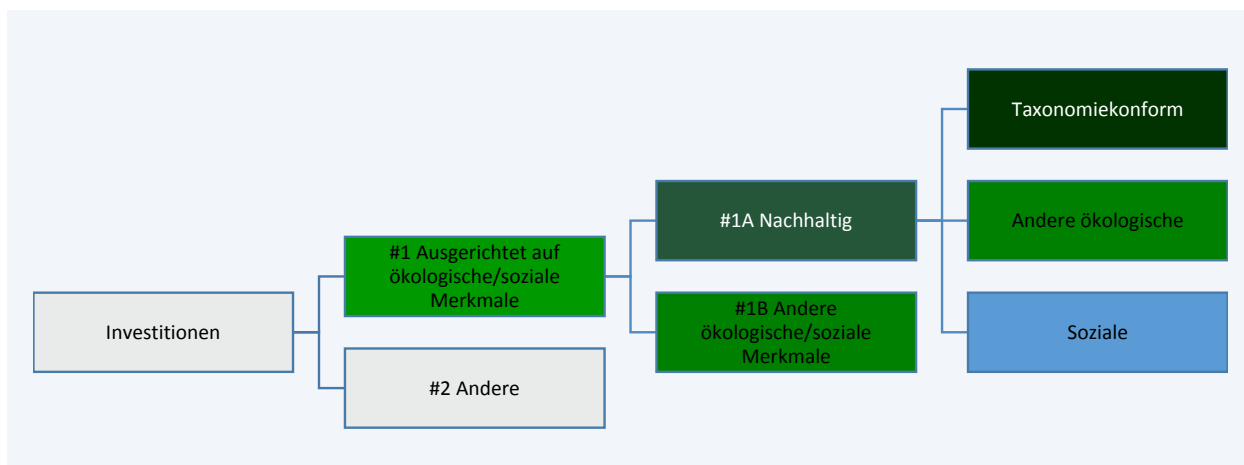 Investitionen
#1 Ausgerichtet auf
ökologische/soziale
Merkmale
#2 Andere
#1A Nachhaltig
#1B Andere
ökologische/soziale
Merkmale
Taxonomiekonform
Andere ökologische
Soziale